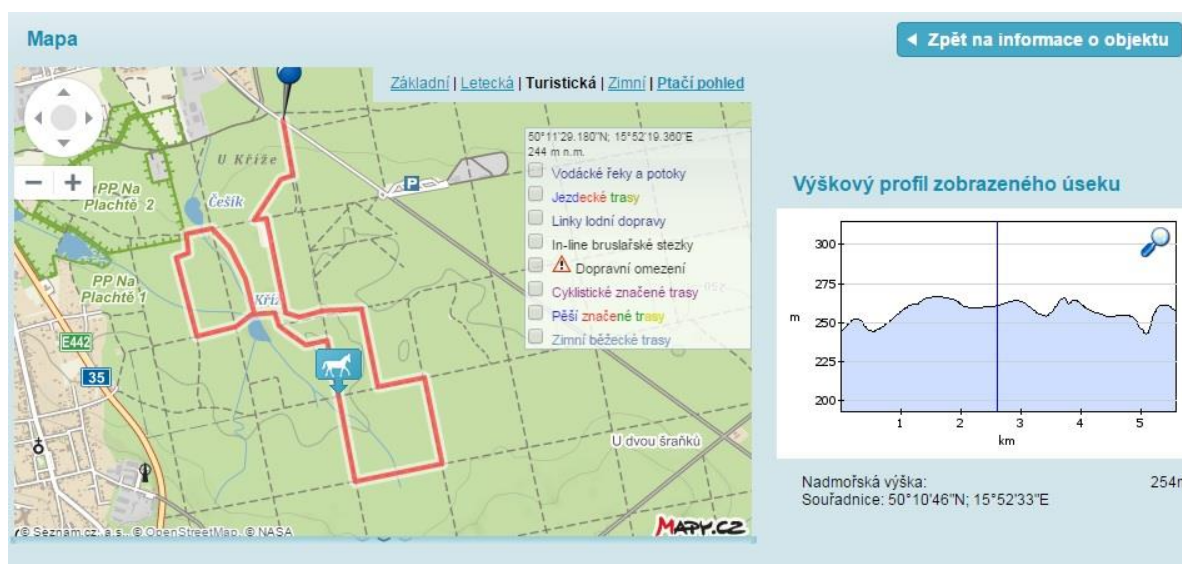 Mapa
Zpět na informace o objektu
Základní | Letecká | Turistická | Zimní | Ptačí pohled
50°11'29.180"N; 15°52'19.360"E
244 m n.m.
Vodácké řeky a potoky
Jezdecké trasy
Linky lodní dopravy
In-line bruslařské stezky
Dopravní omezení
Cyklistické značené trasy
Pěší značené trasy
Zimní běžecké trasy
U Kříže
P
PP Na
Plachtě 2
Češík
PP Na
Plachtě 1
Kříž
E442
35
U dvou šraňků
© Seznam.cz, a.s., © OpenStreetMap, © NASA
MAPY.CZ
Výškový profil zobrazeného úseku
300
275
m
250
225
200
1 2 3 4 5
km
Nadmořská výška: 254m
Souřadnice: 50°10'46"N; 15°52'33"E